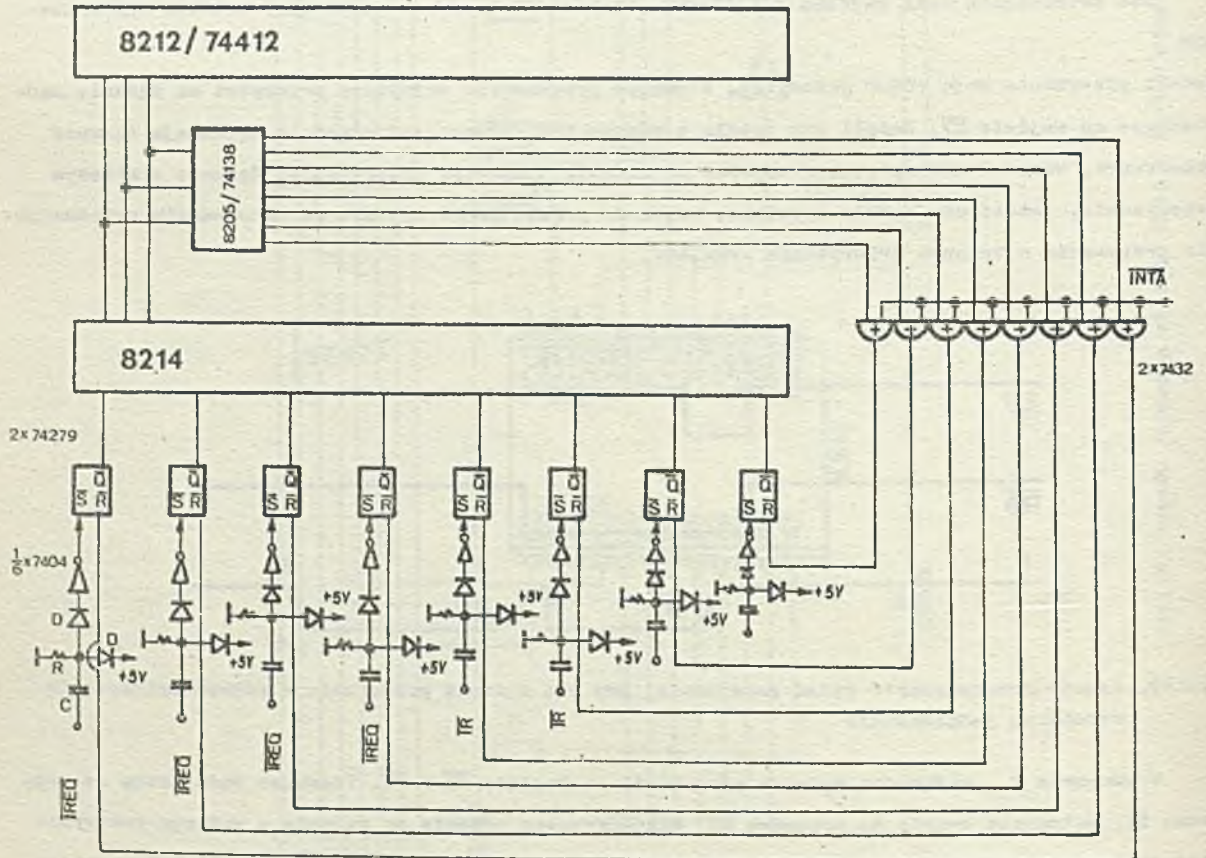 8212/74412
8205/74138
INTA
8214
2×7432
2×74279
Q
S R
Q
S R
Q
S R
Q
S R
Q
S R
Q
S R
Q
S R
Q
S R
1/6×7404
D
D
R
+5V
C
+5V
+5V
+5V
+5V
+5V
+5V
+5V
IREQ
IREQ
IREQ
IREQ
IR
IR